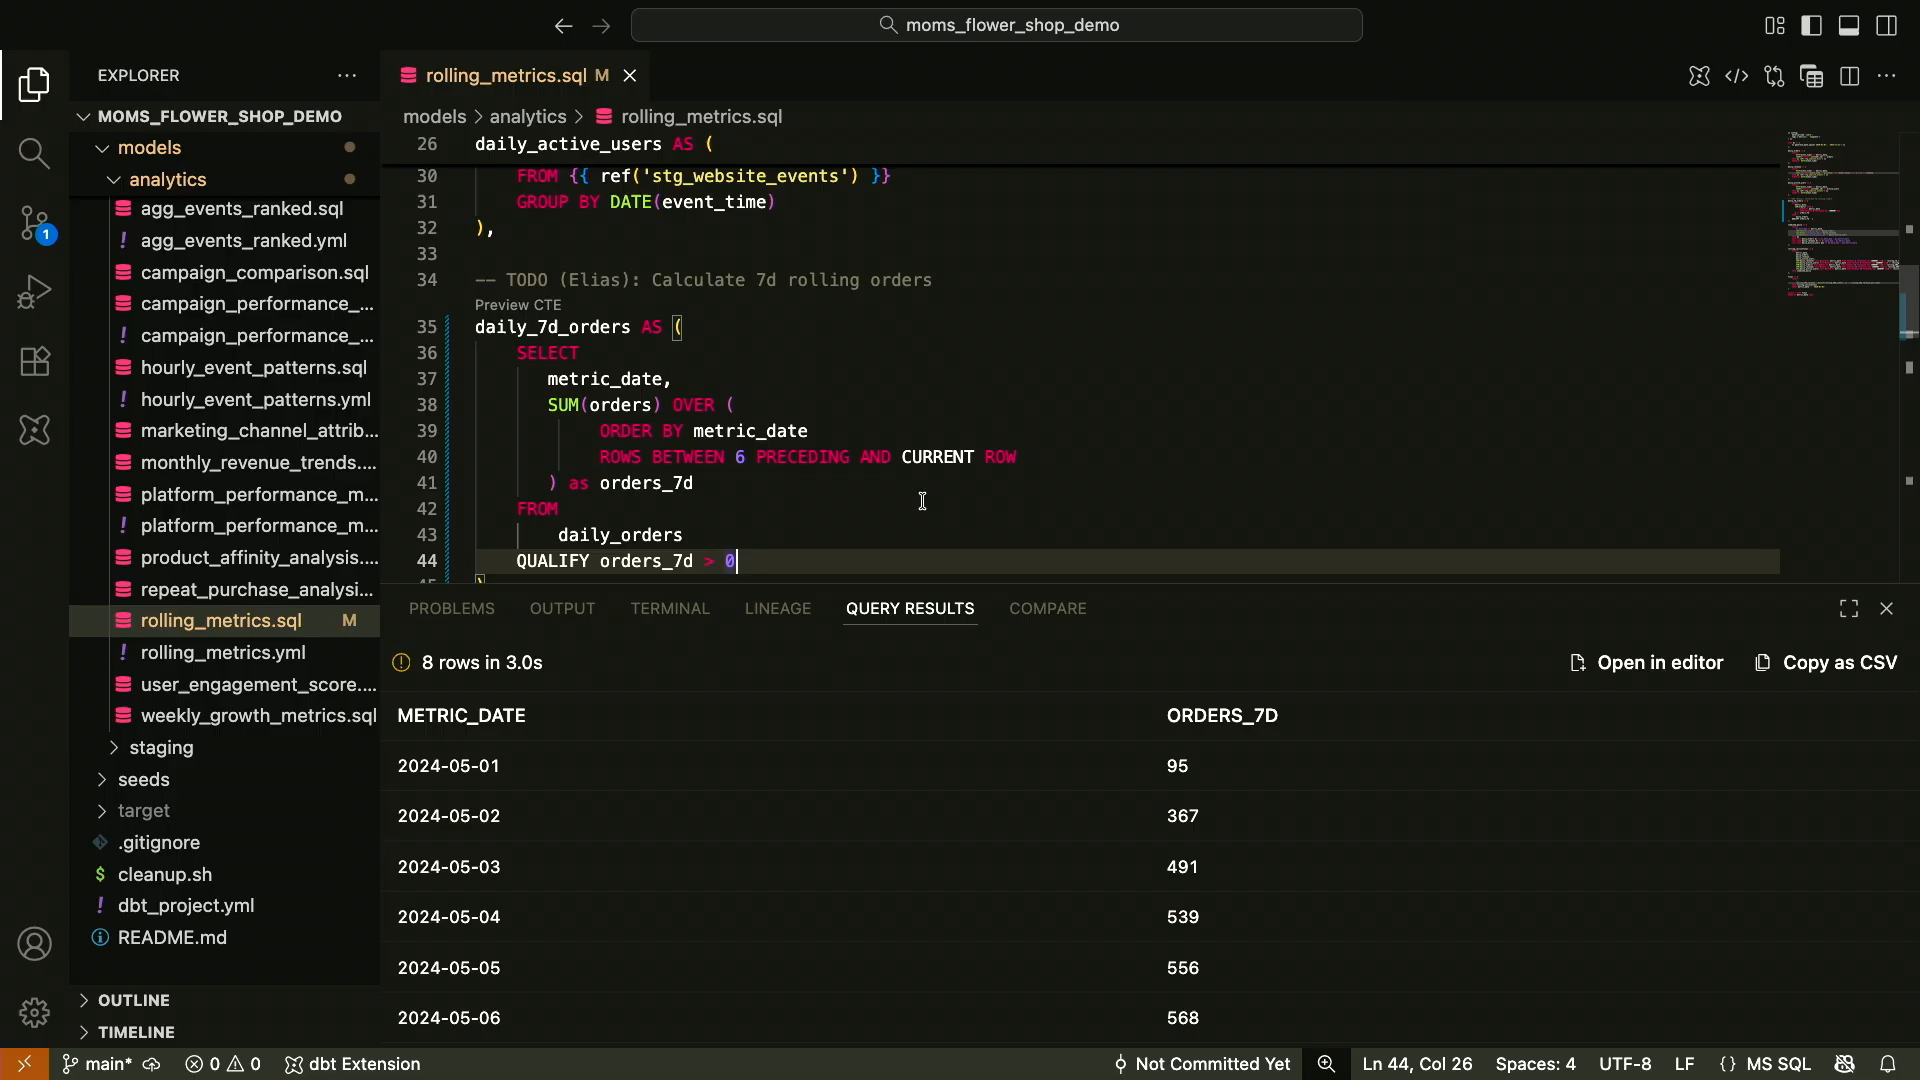 moms_flower_shop_demo
EXPLORER
rolling_metrics.sql M
MOMS_FLOWER_SHOP_DEMO
models
analytics
agg_events_ranked.sql
agg_events_ranked.yml
campaign_comparison.sql
campaign_performance_...
campaign_performance_...
hourly_event_patterns.sql
hourly_event_patterns.yml
marketing_channel_attrib...
monthly_revenue_trends....
platform_performance_m...
platform_performance_m...
product_affinity_analysis....
repeat_purchase_analysi...
rolling_metrics.sql M
rolling_metrics.yml
user_engagement_score....
weekly_growth_metrics.sql
staging
seeds
target
.gitignore
cleanup.sh
dbt_project.yml
README.md
OUTLINE
TIMELINE
1
models > analytics > rolling_metrics.sql
26 daily_active_users AS (
30 FROM {{ ref('stg_website_events') }}
31 GROUP BY DATE(event_time)
32 ),
33
34 -- TODO (Elias): Calculate 7d rolling orders
Preview CTE
35 daily_7d_orders AS (
36 SELECT
37 metric_date,
38 SUM(orders) OVER (
39 ORDER BY metric_date
40 ROWS BETWEEN 6 PRECEDING AND CURRENT ROW
41 ) as orders_7d
42 FROM
43 daily_orders
44 QUALIFY orders_7d > 0
PROBLEMS OUTPUT TERMINAL LINEAGE QUERY RESULTS COMPARE
8 rows in 3.0s Open in editor Copy as CSV
METRIC_DATE ORDERS_7D
2024-05-01 95
2024-05-02 367
2024-05-03 491
2024-05-04 539
2024-05-05 556
2024-05-06 568
main* 0 0 dbt Extension Not Committed Yet Ln 44, Col 26 Spaces: 4 UTF-8 LF {} MS SQL